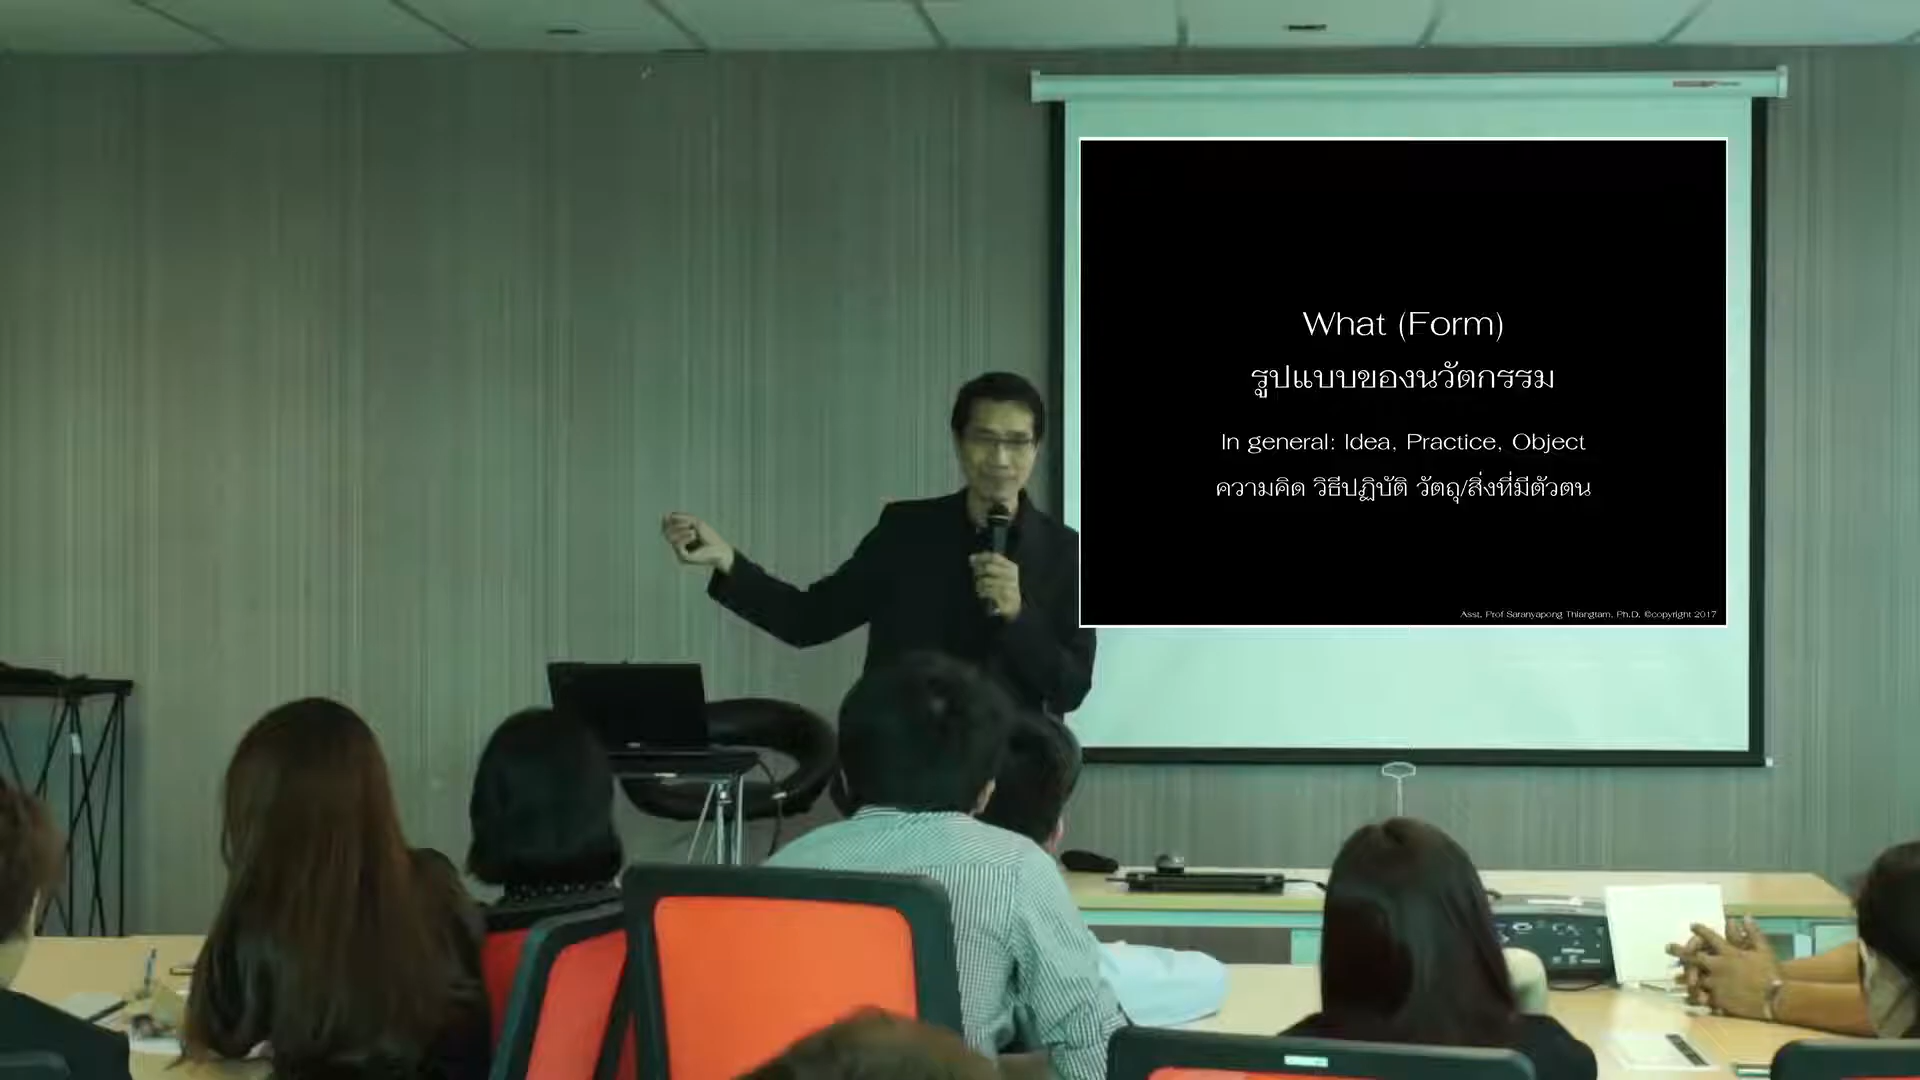 What (Form)
รูปแบบของนวัตกรรม
In general: Idea, Practice, Object
ความคิด วิธีปฏิบัติ วัตถุ/สิ่งที่มีตัวตน
Asst. Prof Saranyapong Thiangtam, Ph.D. ©copyright 2017